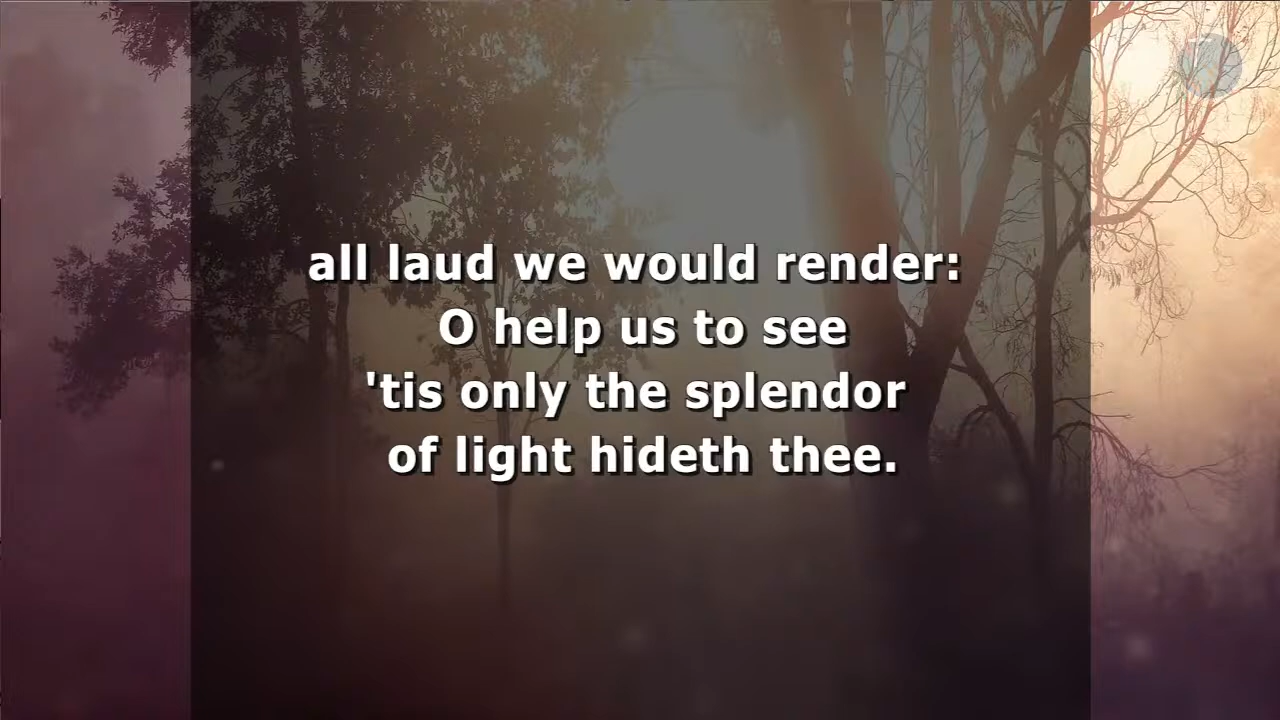 all laud we would render:
O help us to see
'tis only the splendor
of light hideth thee.